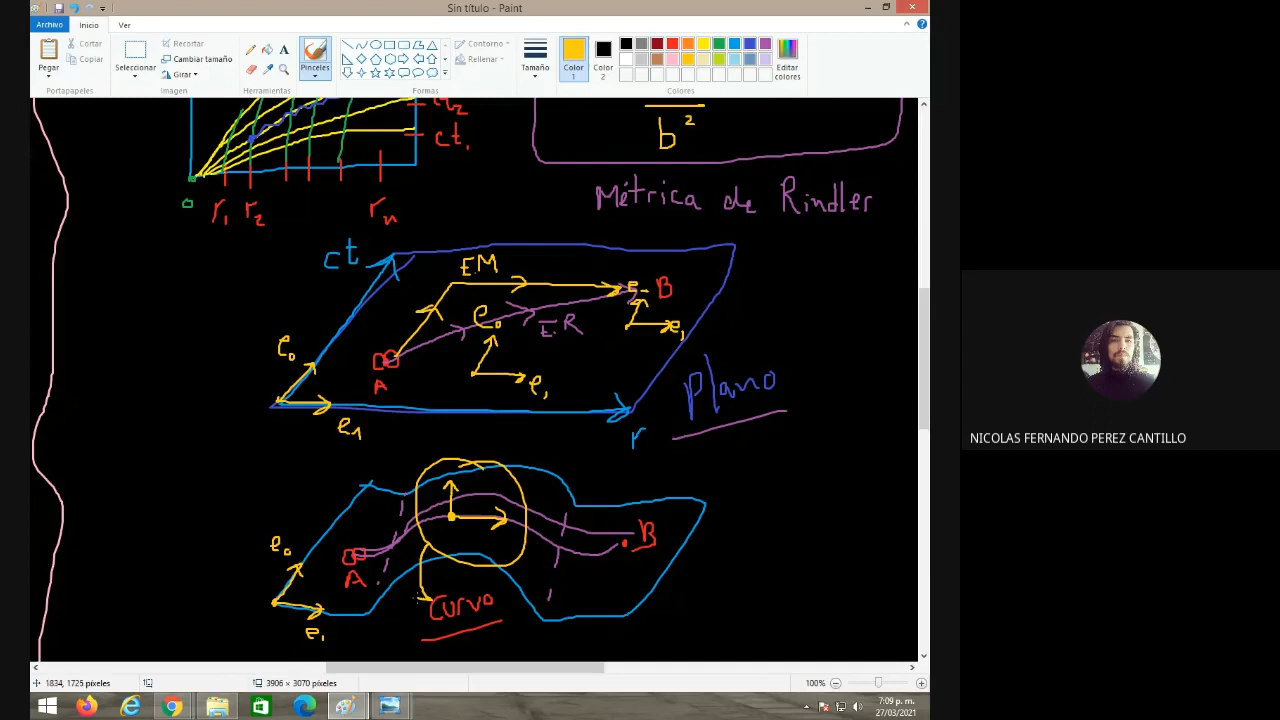 Sin título - Paint
Archivo Inicio Ver
Pegar
Cortar
Copiar
Seleccionar
Recortar
Cambiar tamaño
Girar
A
Pinceles
Contorno
Rellenar
Tamaño
Color 1
Color 2
Editar colores
Portapapeles Imagen Herramientas Formas Colores
ct₁
b²
Métrica de Rindler
o r₁ r₂ rₙ
ct
E.M
B
e₀ e₀ E.R e₁
A e₁ Plano
e₁ r
e₀ B
A Curvo
e₁
1834, 1725 píxeles 3906 × 3070 píxeles 100%
7:09 p. m.
27/03/2021
NICOLAS FERNANDO PEREZ CANTILLO